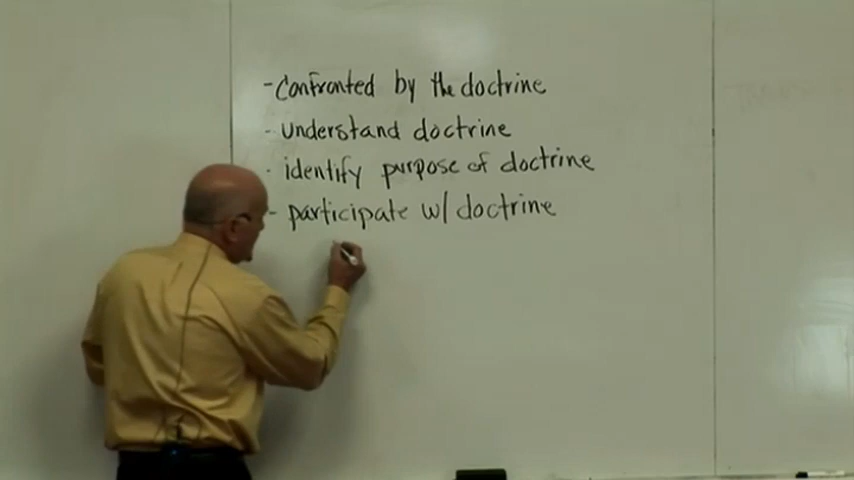 - Confronted by the doctrine
- understand doctrine
- identify purpose of doctrine
- participate w/ doctrine